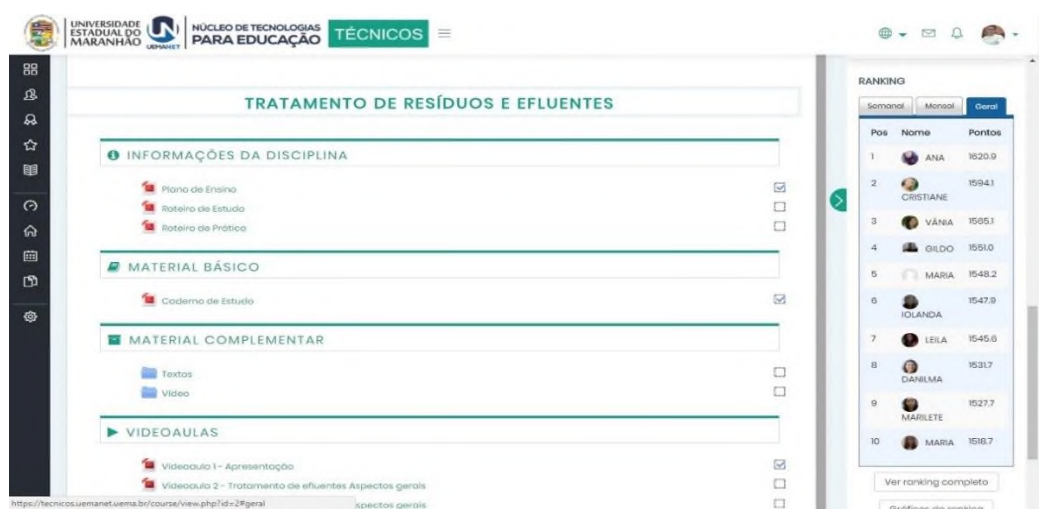 UNIVERSIDADE
ESTADUAL DO
MARANHÃO
UEMANET
NÚCLEO DE TECNOLOGIAS
PARA EDUCAÇÃO
TÉCNICOS
TRATAMENTO DE RESÍDUOS E EFLUENTES
INFORMAÇÕES DA DISCIPLINA
Plano de Ensino
Roteiro de Estudo
Roteiro de Prática
MATERIAL BÁSICO
Caderno de Estudo
MATERIAL COMPLEMENTAR
Textos
Vídeo
VIDEOAULAS
Videoaula 1 - Apresentação
Videoaula 2 - Tratamento de efluentes Aspectos gerais
spectos gerais
https://tecnicos.uemanet.uema.br/course/view.php?id=2#geral
RANKING
Semanal Mensal Geral
Pos Nome Pontos
1 ANA 1620.9
2 CRISTIANE 1594.1
3 VÂNIA 1565.1
4 GILDO 1551.0
5 MARIA 1548.2
6 IOLANDA 1547.9
7 LEILA 1545.6
8 DANILMA 1531.7
9 MARILETE 1527.7
10 MARIA 1518.7
Ver ranking completo
Gráficos do ranking